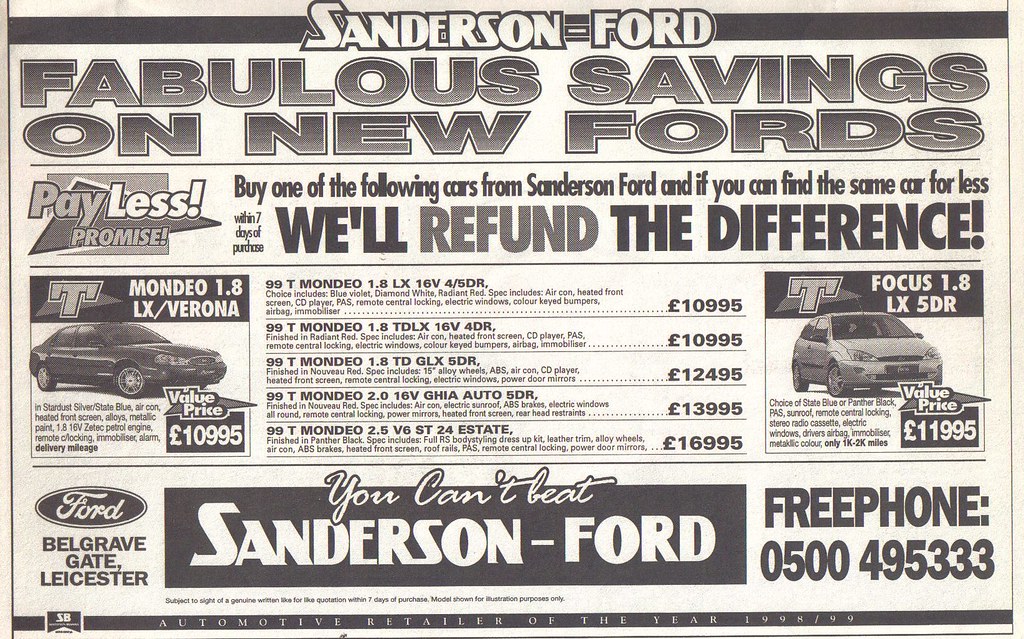 SANDERSON-FORD
FABULOUS SAVINGS
ON NEW FORDS
Pay Less!
PROMISE!
Buy one of the following cars from Sanderson Ford and if you can find the same car for less
within 7
days of
purchase
WE'LL REFUND THE DIFFERENCE!
'T'
MONDEO 1.8
LX/VERONA
in Stardust Silver/State Blue, air con,
heated front screen, alloys, metallic
paint, 1.8 16V Zetec petrol engine,
remote c/locking, immobiliser, alarm,
delivery mileage
Value
Price
£10995
99 T MONDEO 1.8 LX 16V 4/5DR,
Choice includes: Blue violet, Diamond White, Radiant Red. Spec includes: Air con, heated front
screen, CD player, PAS, remote central locking, electric windows, colour keyed bumpers,
airbag, immobiliser ........ £10995
99 T MONDEO 1.8 TDLX 16V 4DR,
Finished in Radiant Red. Spec includes: Air con, heated front screen, CD player, PAS,
remote central locking, electric windows, colour keyed bumpers, airbag, immobiliser ........ £10995
99 T MONDEO 1.8 TD GLX 5DR,
Finished in Nouveau Red. Spec includes: 15" alloy wheels, ABS, air con, CD player,
heated front screen, remote central locking, electric windows, power door mirrors ........ £12495
99 T MONDEO 2.0 16V GHIA AUTO 5DR,
Finished in Nouveau Red. Spec includes: Air con, electric sunroof, ABS brakes, electric windows
all round, remote central locking, power mirrors, heated front screen, rear head restraints ........ £13995
99 T MONDEO 2.5 V6 ST 24 ESTATE,
Finished in Panther Black. Spec includes: Full RS bodystyling dress up kit, leather trim, alloy wheels,
air con, ABS brakes, heated front screen, roof rails, PAS, remote central locking, power door mirrors, ... £16995
'T'
FOCUS 1.8
LX 5DR
Choice of State Blue or Panther Black,
PAS, sunroof, remote locking,
stereo radio cassette, electric
windows, drivers airbag, immobiliser,
metallic colour, only 1K-2K miles
Value
Price
£11995
Ford
BELGRAVE
GATE,
LEICESTER
You Can't beat
SANDERSON-FORD
FREEPHONE:
0500 495333
Subject to sight of a genuine written like for like quotation within 7 days of purchase. Model shown for illustration purposes only.
SB
AUTOMOTIVE RETAILER OF THE YEAR 1998/99